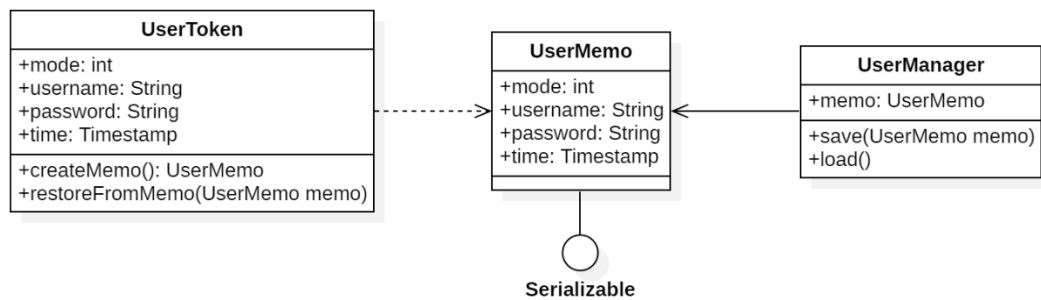 UserToken
+mode: int
+username: String
+password: String
+time: Timestamp
+createMemo(): UserMemo
+restoreFromMemo(UserMemo memo)
UserMemo
+mode: int
+username: String
+password: String
+time: Timestamp
Serializable
UserManager
+memo: UserMemo
+save(UserMemo memo)
+load()